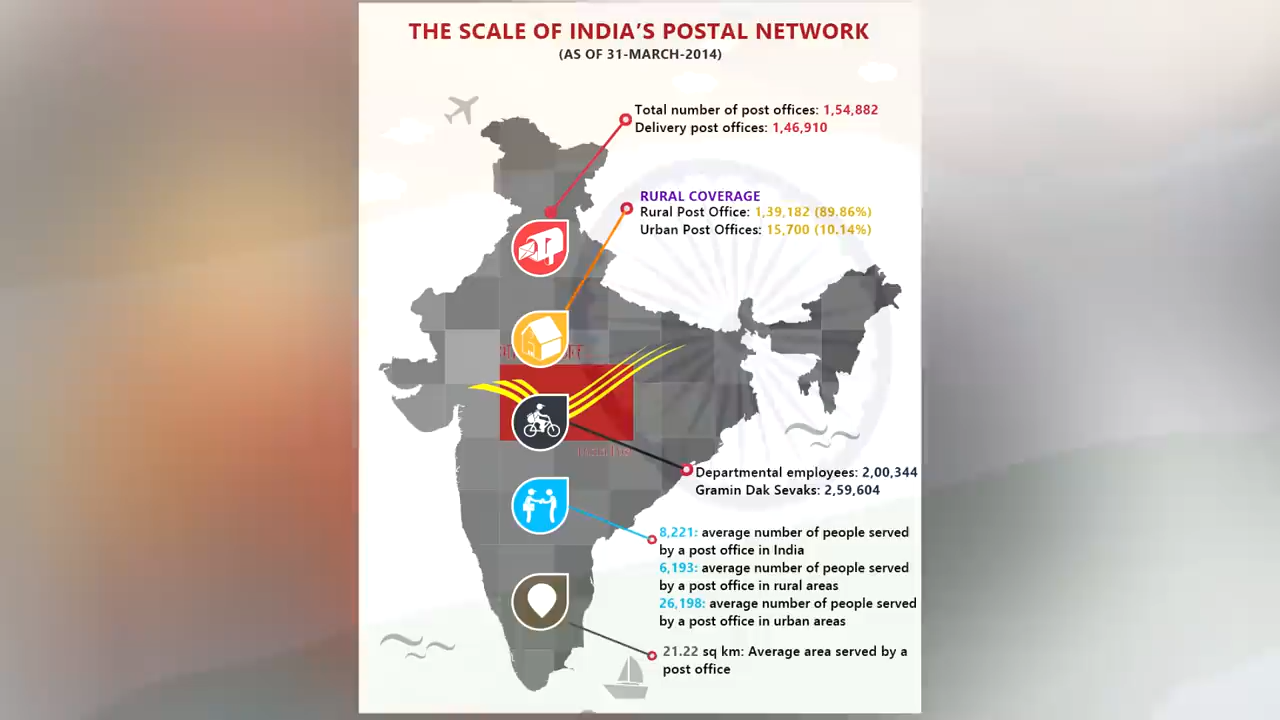 THE SCALE OF INDIA'S POSTAL NETWORK
(AS OF 31-MARCH-2014)
Total number of post offices: 1,54,882
Delivery post offices: 1,46,910
RURAL COVERAGE
Rural Post Office: 1,39,182 (89.86%)
Urban Post Offices: 15,700 (10.14%)
Departmental employees: 2,00,344
Gramin Dak Sevaks: 2,59,604
8,221: average number of people served
by a post office in India
6,193: average number of people served
by a post office in rural areas
26,198: average number of people served
by a post office in urban areas
21.22 sq km: Average area served by a
post office